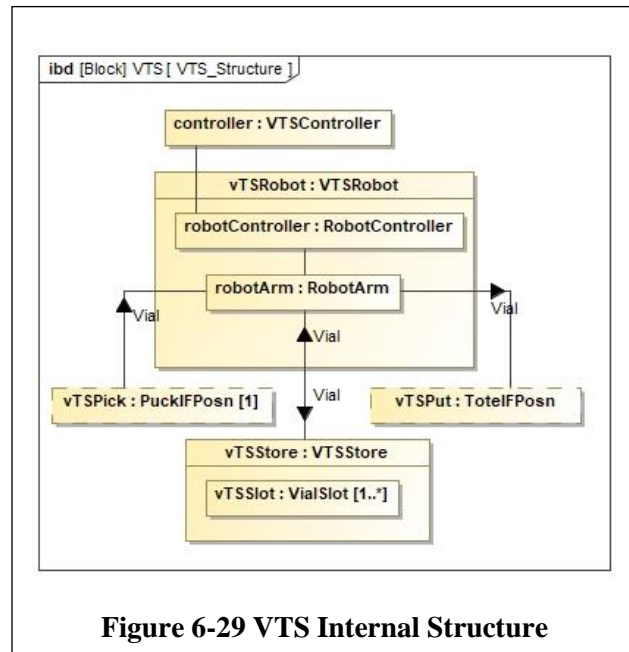 ibd [Block] VTS [ VTS_Structure ]
controller : VTSController
vTSRobot : VTSRobot
robotController : RobotController
robotArm : RobotArm
Vial
Vial
Vial
Vial
vTSPick : PuckIFPosn [1]
vTSPut : ToteIFPosn
vTSStore : VTSStore
vTSSlot : VialSlot [1..*]
Figure 6-29 VTS Internal Structure